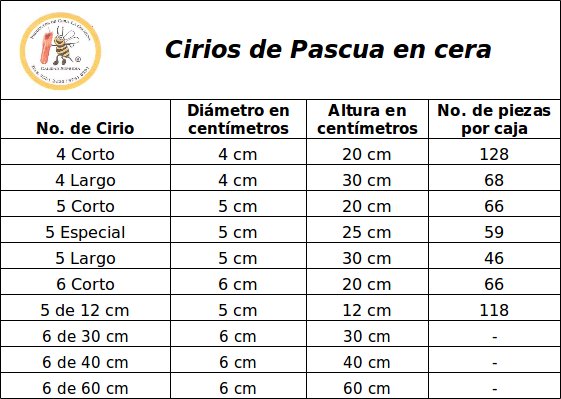 Cirios de Pascua en cera
No. de Cirio Diámetro en centímetros Altura en centímetros No. de piezas por caja
4 Corto 4 cm 20 cm 128
4 Largo 4 cm 30 cm 68
5 Corto 5 cm 20 cm 66
5 Especial 5 cm 25 cm 59
5 Largo 5 cm 30 cm 46
6 Corto 6 cm 20 cm 66
5 de 12 cm 5 cm 12 cm 118
6 de 30 cm 6 cm 30 cm -
6 de 40 cm 6 cm 40 cm -
6 de 60 cm 6 cm 60 cm -